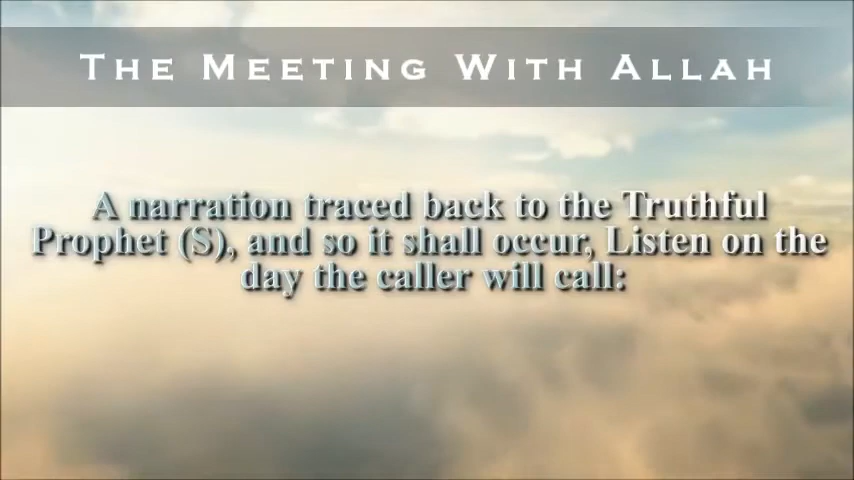 The Meeting With Allah
A narration traced back to the Truthful
Prophet (S), and so it shall occur, Listen on the
day the caller will call: